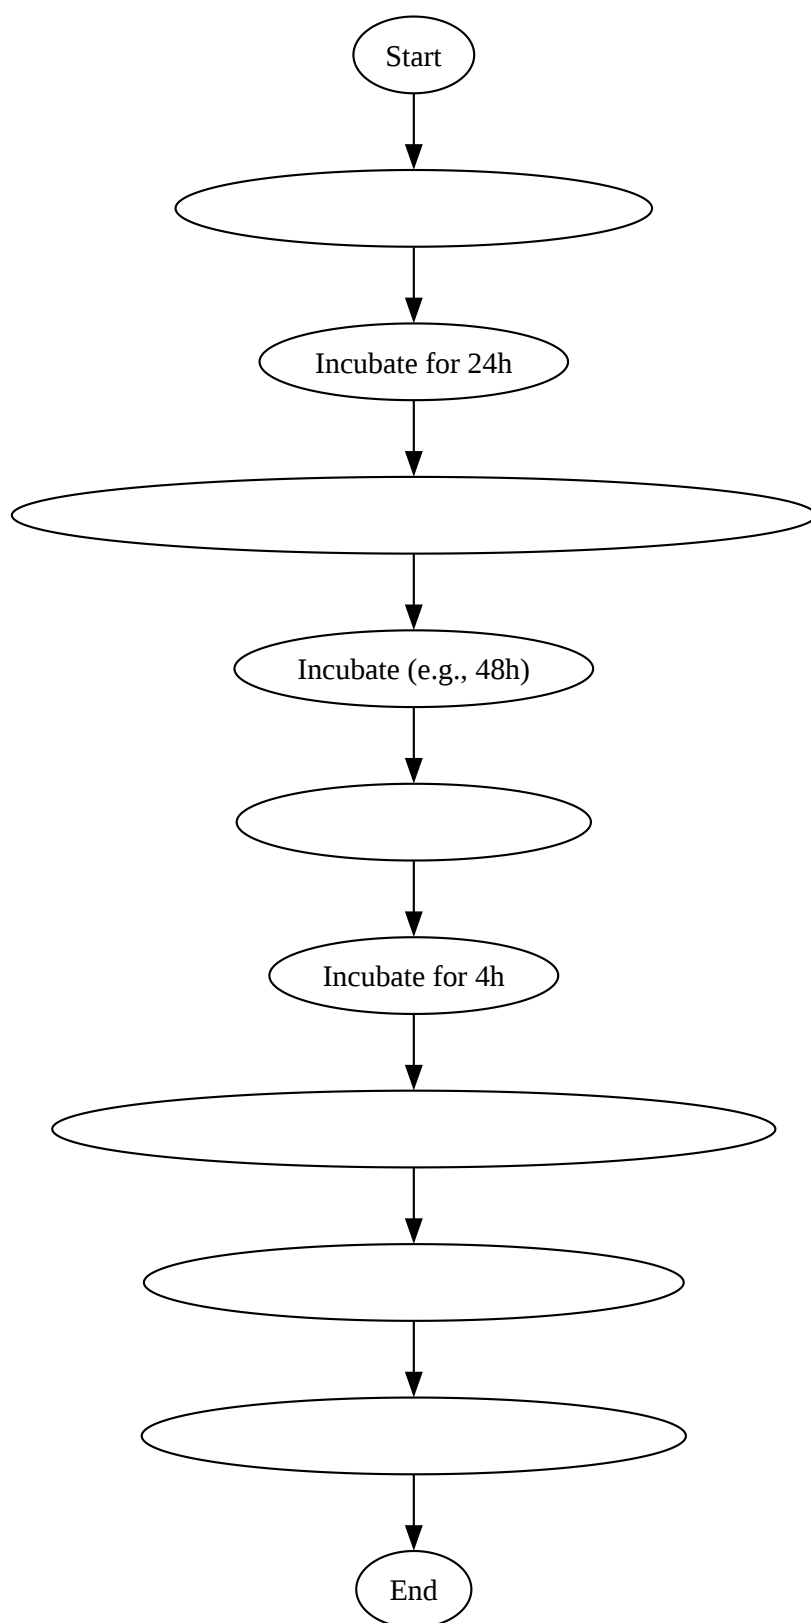 Start
Incubate for 24h
Incubate (e.g., 48h)
Incubate for 4h
End